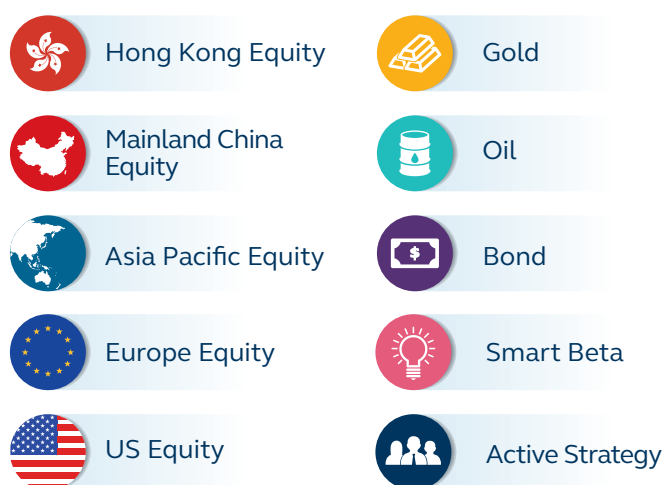 Hong Kong Equity
Mainland China
Equity
Asia Pacific Equity
Europe Equity
US Equity
Gold
Oil
$
Bond
Smart Beta
Active Strategy